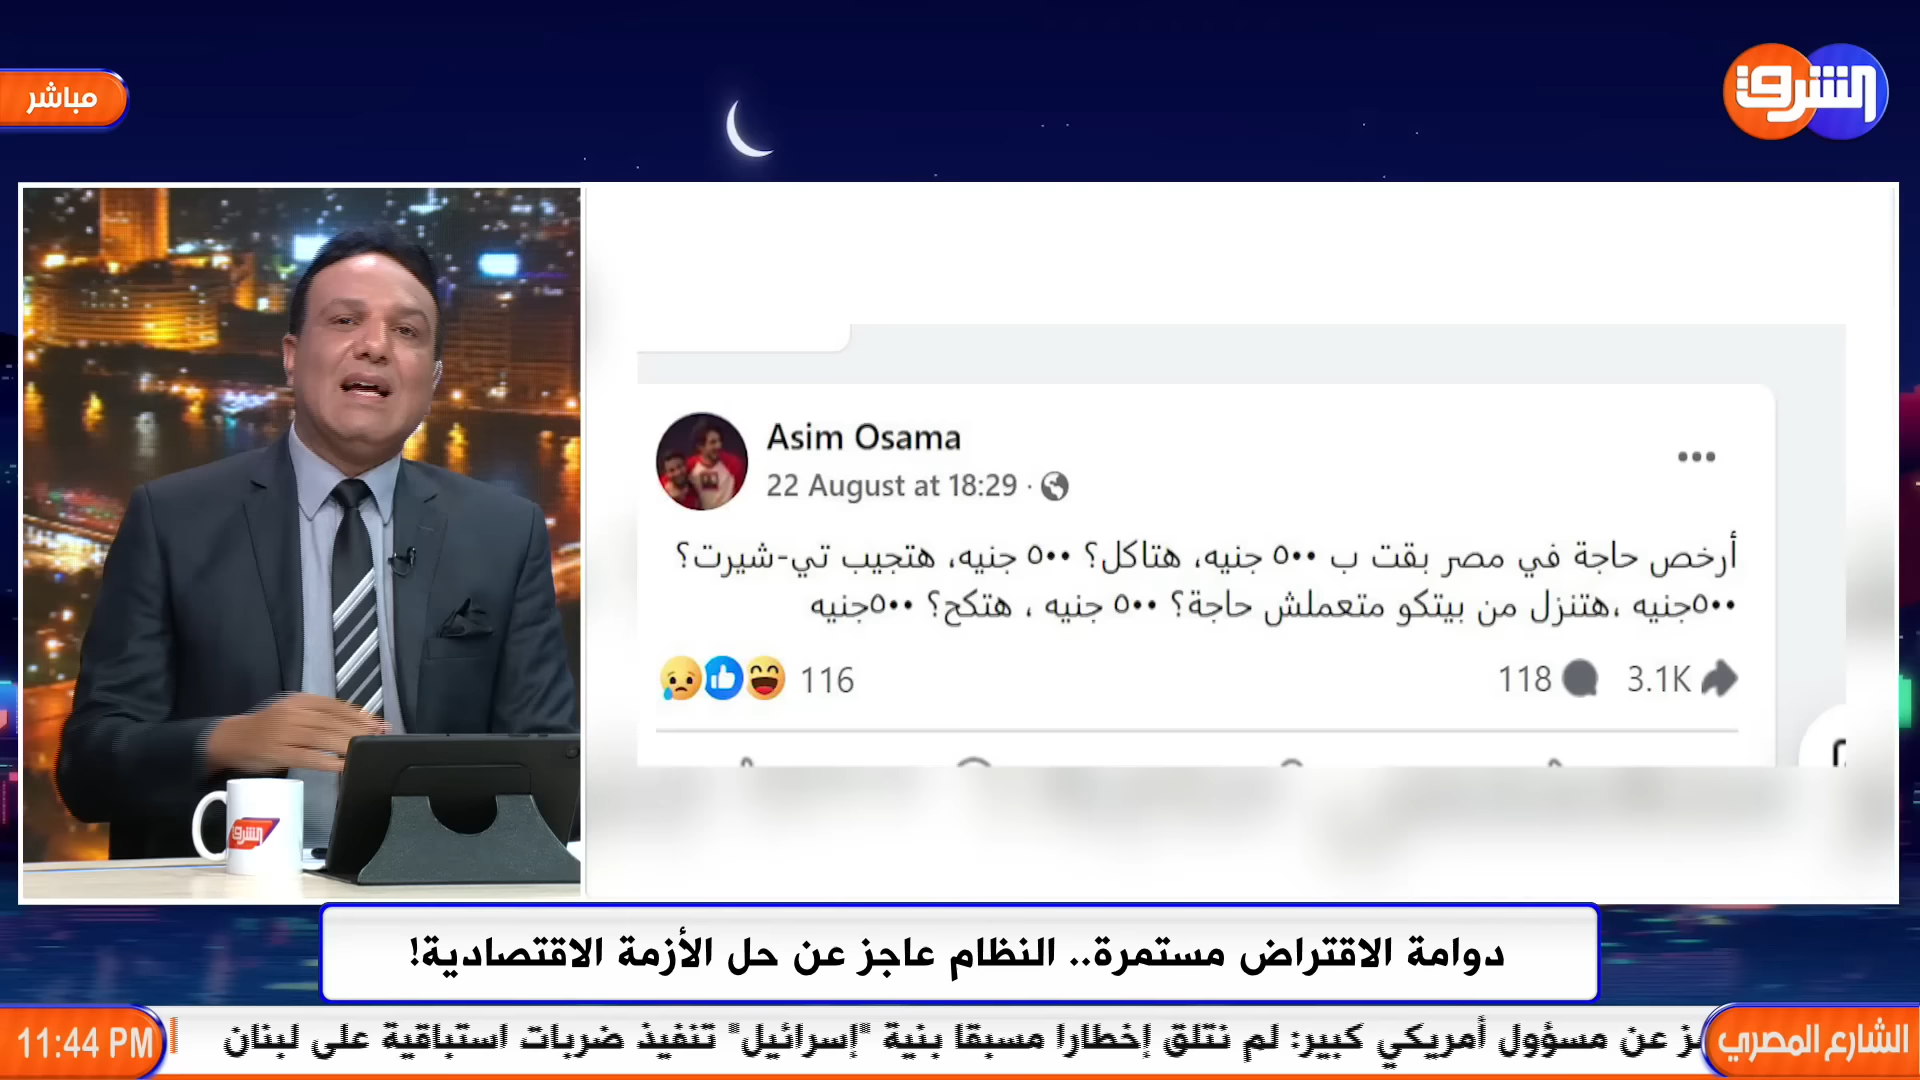 مباشر
الشرق
Asim Osama
22 August at 18:29 ·
أرخص حاجة في مصر بقت ب ٥٠٠ جنيه، هتاكل؟ ٥٠٠ جنيه، هتجيب تي-شيرت؟
٥٠٠جنيه ،هتنزل من بيتكو متعملش حاجة؟ ٥٠٠ جنيه ، هتكح؟ ٥٠٠جنيه
116
118
3.1K
الشرق
دوامة الاقتراض مستمرة.. النظام عاجز عن حل الأزمة الاقتصادية!
الشارع المصري
عن مسؤول أمريكي كبير: لم نتلق إخطارا مسبقا بنية "إسرائيل" تنفيذ ضربات استباقية على لبنان
11:44 PM